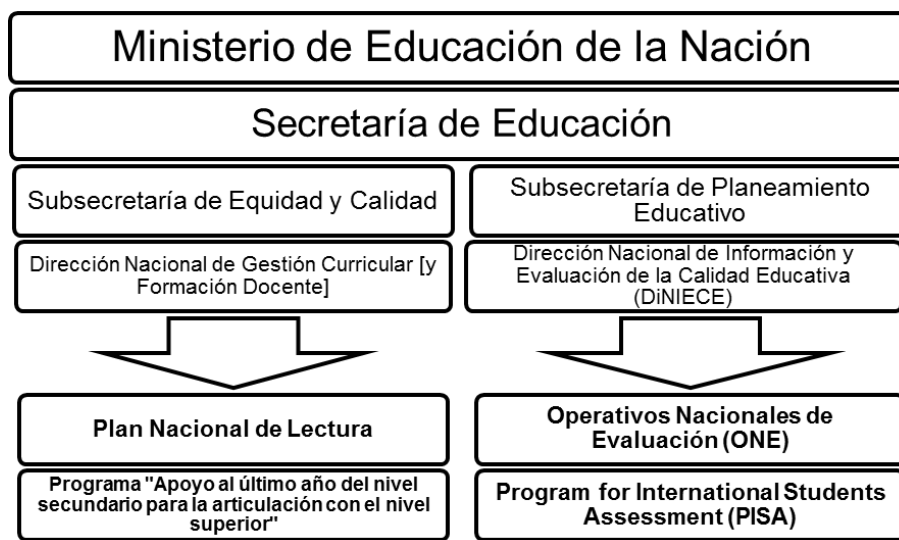 Ministerio de Educación de la Nación
Secretaría de Educación
Subsecretaría de Equidad y Calidad
Subsecretaría de Planeamiento
Educativo
Dirección Nacional de Gestión Curricular [y
Formación Docente]
Dirección Nacional de Información y
Evaluación de la Calidad Educativa
(DiNIECE)
Plan Nacional de Lectura
Operativos Nacionales de
Evaluación (ONE)
Programa "Apoyo al último año del nivel
secundario para la articulación con el nivel
superior"
Program for International Students
Assessment (PISA)